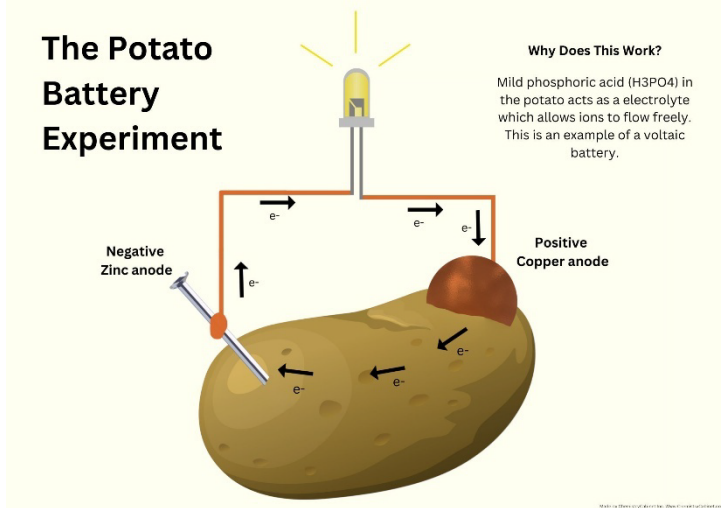 The Potato
Battery
Experiment
Why Does This Work?
Mild phosphoric acid (H3PO4) in
the potato acts as a electrolyte
which allows ions to flow freely.
This is an example of a voltaic
battery.
e-
e-
e-
Negative
Zinc anode
Positive
Copper anode
e-
e-
e-
e-